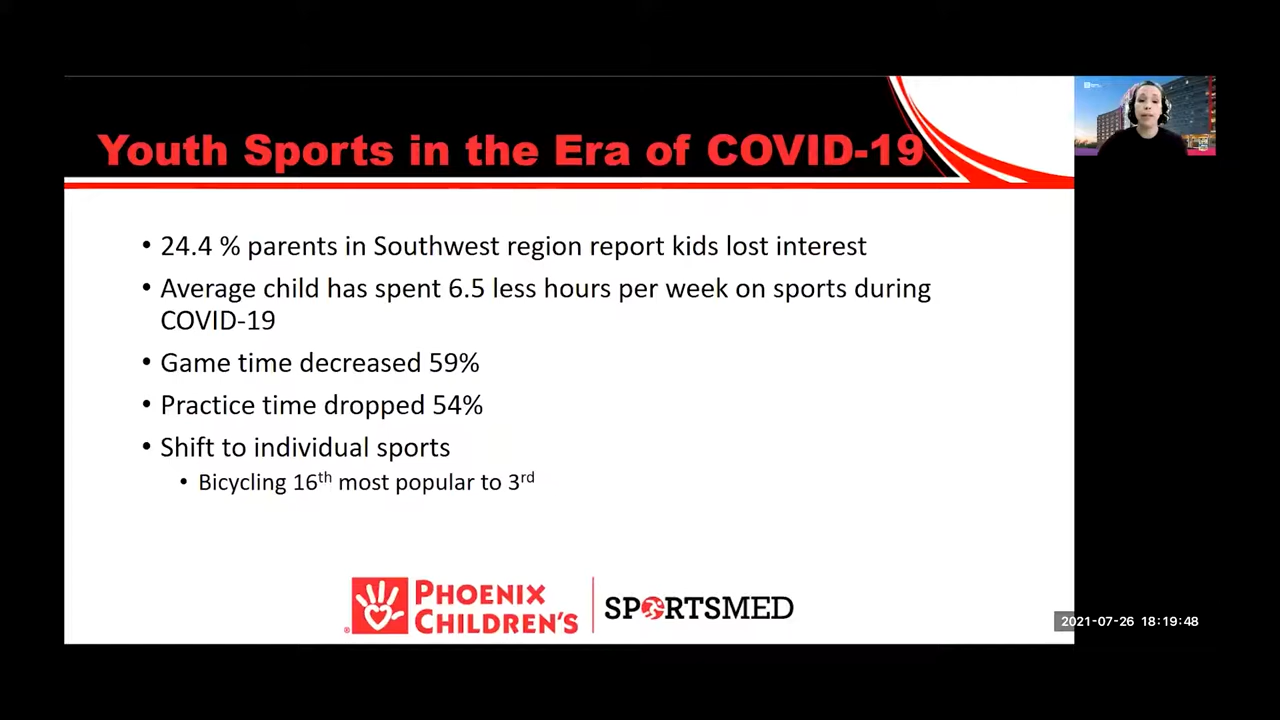 Youth Sports in the Era of COVID-19
• 24.4 % parents in Southwest region report kids lost interest
• Average child has spent 6.5 less hours per week on sports during
COVID-19
• Game time decreased 59%
• Practice time dropped 54%
• Shift to individual sports
• Bicycling 16th most popular to 3rd
PHOENIX
CHILDREN'S
SPORTSMED
2021-07-26 18:19:48